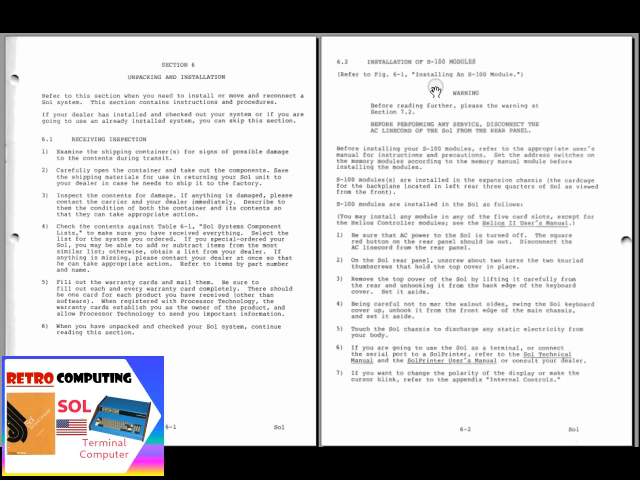 SECTION 6
UNPACKING AND INSTALLATION
Refer to this section when you need to install or move and reconnect a
Sol system. This section contains instructions and procedures.
If your dealer has installed and checked out your system or if you are
going to use an already installed system, you can skip this section.
6.1 RECEIVING INSPECTION
1) Examine the shipping container(s) for signs of possible damage
to the contents during transit.
2) Carefully open the container and take out the components. Save
the shipping materials for use in returning your Sol unit to
your dealer in case he needs to ship it to the factory.
3) Inspect the contents for damage. If anything is damaged, please
contact the carrier and your dealer immediately. Describe to
them the condition of both the container and its contents so
that they can take appropriate action.
4) Check the contents against Table 6-1, "Sol Systems Component
Lists," to make sure you have received everything. Select the
list for the system you ordered. If your special-ordered your
Sol, you may be able to add or subtract items from the most
similar list; otherwise, obtain a list from your dealer. If
anything is missing, please contact your dealer at once so that
he can take appropriate action. Refer to items by part number
and name.
5) Fill out the warranty cards and mail them. Be sure to
fill out each and every warranty card completely. There should
be one card for each product you have received (other than
software). When registered with Processor Technology, the
warranty cards establish you as the owner of the product, and
allow Processor Technology to send you important information.
6) When you have unpacked and checked your Sol system, continue
reading this section.
6-1 Sol
RETRO COMPUTING
SOL
Terminal
Computer
6.2 INSTALLATION OF S-100 MODULES
(Refer to Fig. 6-1, "Installing An S-100 Module.")
WARNING
Before reading further, please the warning at
Section 7.2.
BEFORE PERFORMING ANY SERVICE, DISCONNECT THE
AC LINECORD OF THE Sol FROM THE REAR PANEL.
Before installing your S-100 modules, refer to the appropriate user's
manual for instructions and precautions. Set the address switches on
the memory modules according to the memory manual module before
installing the modules.
S-100 modules(s) are installed in the expansion chassis (the cardcage
for the backplane located in left rear three quarters of Sol as viewed
from the front).
S-100 modules are installed in the Sol as follows:
(You may install any module in any of the five card slots, except for
the Helios Controller modules; see the Helios II User's Manual.)
1) Be sure that AC power to the Sol is turned off. The square
red button on the rear panel should be out. Disconnect the
AC linecord from the rear panel.
2) On the Sol rear panel, unscrew about two turns the two knurled
thumbscrews that hold the top cover in place.
3) Remove the top cover of the Sol by lifting it carefully from
the rear and unhooking it from the back edge of the keyboard
cover. Set it aside.
4) Being careful not to mar the walnut sides, swing the Sol keyboard
cover up, unhook it from the front edge of the main chassis,
and set it aside.
5) Touch the Sol chassis to discharge any static electricity from
your body.
6) If you are going to use the Sol as a terminal, or connect
the serial port to a SolPrinter, refer to the Sol Technical
Manual and the SolPrinter User's Manual or consult your dealer.
7) If you want to change the polarity of the display or make the
cursor blink, refer to the appendix "Internal Controls."
6-2 Sol